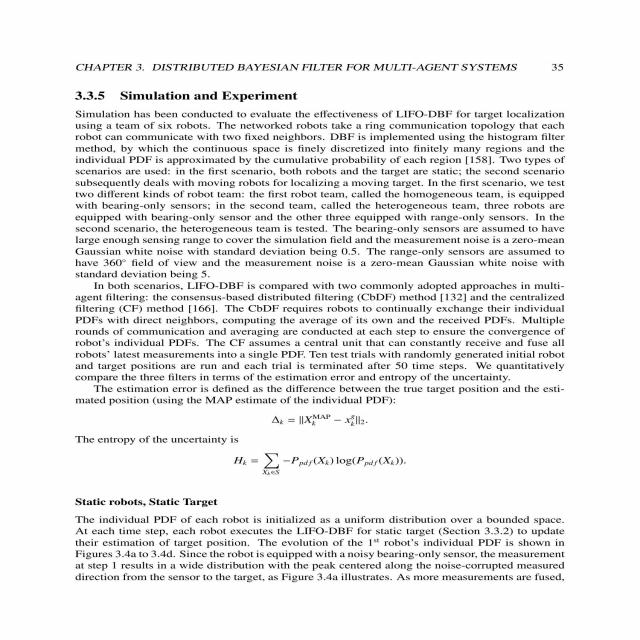 CHAPTER 3. DISTRIBUTED BAYESIAN FILTER FOR MULTI-AGENT SYSTEMS 35
3.3.5 Simulation and Experiment
Simulation has been conducted to evaluate the effectiveness of LIFO-DBF for target localization
using a team of six robots. The networked robots take a ring communication topology that each
robot can communicate with two fixed neighbors. DBF is implemented using the histogram filter
method, by which the continuous space is finely discretized into finitely many regions and the
individual PDF is approximated by the cumulative probability of each region [158]. Two types of
scenarios are used: in the first scenario, both robots and the target are static; the second scenario
subsequently deals with moving robots for localizing a moving target. In the first scenario, we test
two different kinds of robot team: the first robot team, called the homogeneous team, is equipped
with bearing-only sensors; in the second team, called the heterogeneous team, three robots are
equipped with bearing-only sensor and the other three equipped with range-only sensors. In the
second scenario, the heterogeneous team is tested. The bearing-only sensors are assumed to have
large enough sensing range to cover the simulation field and the measurement noise is a zero-mean
Gaussian white noise with standard deviation being 0.5. The range-only sensors are assumed to
have 360° field of view and the measurement noise is a zero-mean Gaussian white noise with
standard deviation being 5.
In both scenarios, LIFO-DBF is compared with two commonly adopted approaches in multi-
agent filtering: the consensus-based distributed filtering (CbDF) method [132] and the centralized
filtering (CF) method [166]. The CbDF requires robots to continually exchange their individual
PDFs with direct neighbors, computing the average of its own and the received PDFs. Multiple
rounds of communication and averaging are conducted at each step to ensure the convergence of
robot's individual PDFs. The CF assumes a central unit that can constantly receive and fuse all
robots' latest measurements into a single PDF. Ten test trials with randomly generated initial robot
and target positions are run and each trial is terminated after 50 time steps. We quantitatively
compare the three filters in terms of the estimation error and entropy of the uncertainty.
The estimation error is defined as the difference between the true target position and the esti-
mated position (using the MAP estimate of the individual PDF):
Δₖ = ||Xₖᴹᴬᴾ − xₖᵍ||₂.
The entropy of the uncertainty is
Hₖ = ∑ −P_pdf(Xₖ) log(P_pdf(Xₖ)).
Xₖ∈S
Static robots, Static Target
The individual PDF of each robot is initialized as a uniform distribution over a bounded space.
At each time step, each robot executes the LIFO-DBF for static target (Section 3.3.2) to update
their estimation of target position. The evolution of the 1ˢᵗ robot's individual PDF is shown in
Figures 3.4a to 3.4d. Since the robot is equipped with a noisy bearing-only sensor, the measurement
at step 1 results in a wide distribution with the peak centered along the noise-corrupted measured
direction from the sensor to the target, as Figure 3.4a illustrates. As more measurements are fused,